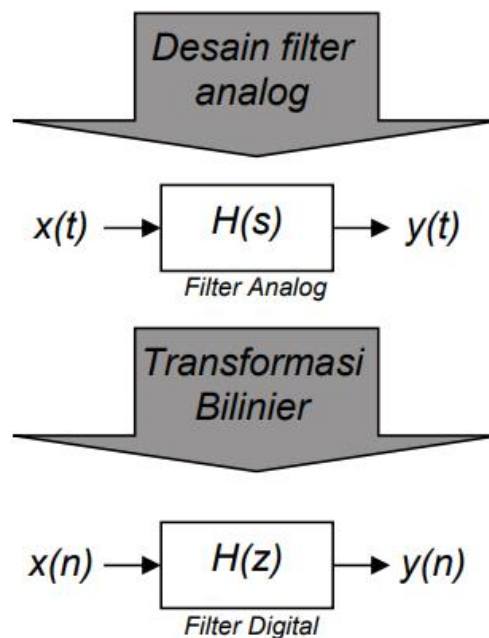 Desain filter
analog
x(t) H(s) y(t)
Filter Analog
Transformasi
Bilinier
x(n) H(z) y(n)
Filter Digital